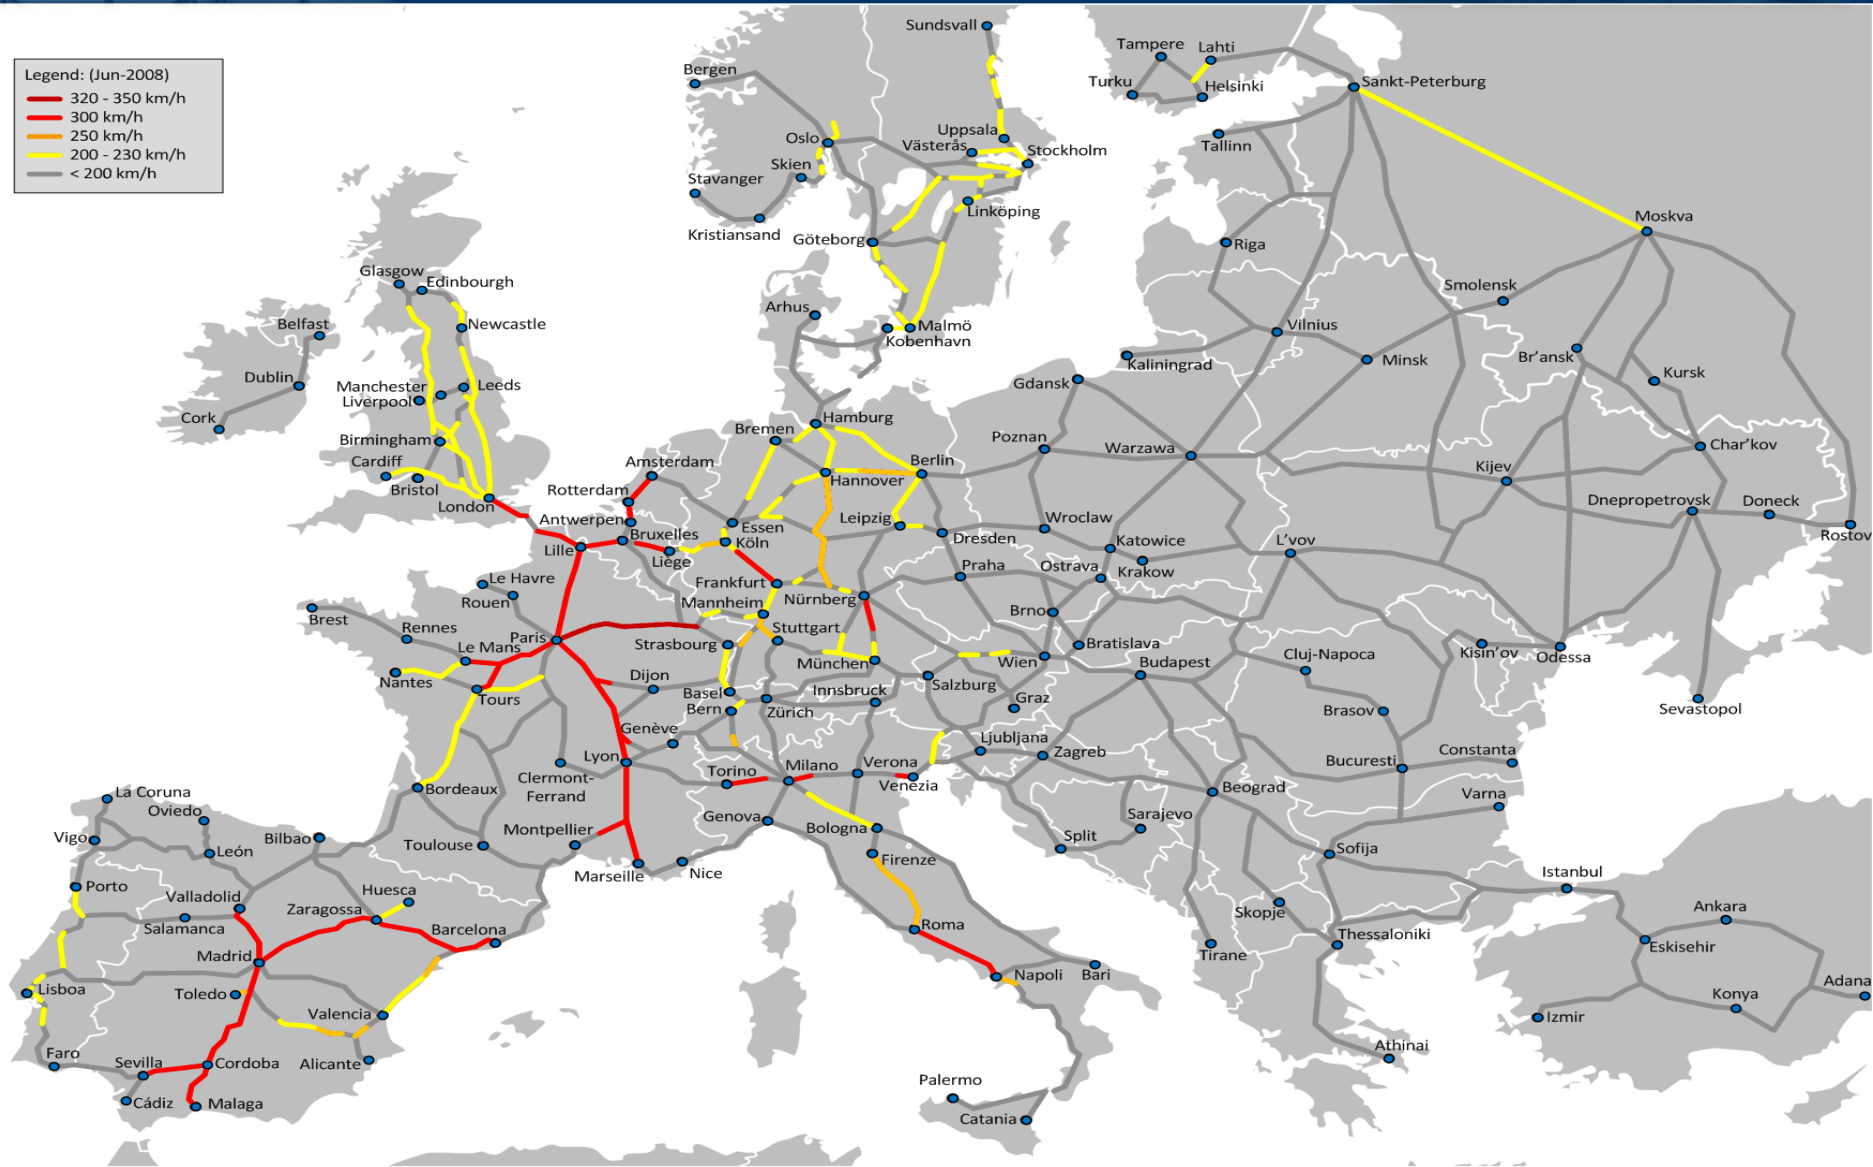 Legend: (Jun-2008)
320 - 350 km/h
300 km/h
250 km/h
200 - 230 km/h
< 200 km/h
Sundsvall
Tampere
Lahti
Bergen
Turku
Helsinki
Sankt-Peterburg
Oslo
Uppsala
Västerås
Stockholm
Tallinn
Skien
Stavanger
Linköping
Kristiansand
Göteborg
Riga
Moskva
Glasgow
Edinbourgh
Smolensk
Arhus
Belfast
Newcastle
Malmö
Kobenhavn
Vilnius
Kaliningrad
Minsk
Br'ansk
Kursk
Dublin
Manchester
Liverpool
Leeds
Gdansk
Cork
Hamburg
Bremen
Birmingham
Poznan
Warzawa
Char'kov
Cardiff
Bristol
London
Amsterdam
Rotterdam
Berlin
Hannover
Kijev
Antwerpen
Bruxelles
Essen
Köln
Leipzig
Dresden
Wroclaw
Dnepropetrovsk
Doneck
Rostov
Lille
Liège
Katowice
Krakow
L'vov
Le Havre
Rouen
Frankfurt
Mannheim
Nürnberg
Praha
Ostrava
Brest
Rennes
Le Mans
Paris
Strasbourg
Stuttgart
Brno
Bratislava
München
Wien
Budapest
Cluj-Napoca
Kisin'ov
Odessa
Nantes
Tours
Dijon
Basel
Bern
Zürich
Innsbruck
Salzburg
Graz
Brasov
Sevastopol
Genève
Lyon
Ljubljana
Zagreb
Clermont-
Ferrand
Torino
Milano
Verona
Venezia
Bucuresti
Constanta
La Coruna
Oviedo
Bordeaux
Beograd
Varna
Vigo
León
Bilbao
Toulouse
Montpellier
Genova
Bologna
Sarajevo
Split
Sofija
Marseille
Nice
Firenze
Porto
Valladolid
Huesca
Istanbul
Salamanca
Zaragossa
Barcelona
Roma
Skopje
Ankara
Madrid
Tirane
Thessaloniki
Eskisehir
Lisboa
Toledo
Napoli
Bari
Adana
Valencia
Konya
Izmir
Faro
Sevilla
Cordoba
Alicante
Athinai
Cádiz
Malaga
Palermo
Catania